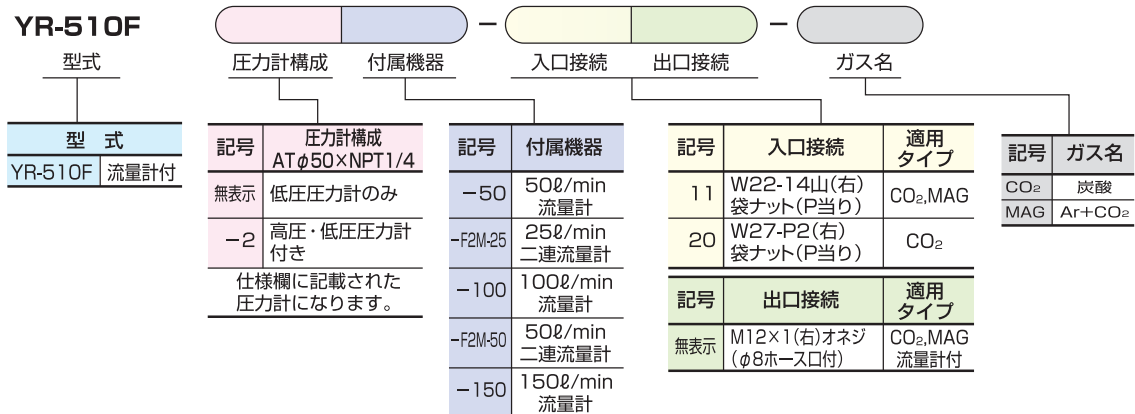 YR-510F
型式
圧力計構成 付属機器 入口接続 出口接続 ガス名
型 式
YR-510F 流量計付
記号 圧力計構成
ATφ50×NPT1/4
無表示 低圧圧力計のみ
-2 高圧・低圧圧力計
付き
仕様欄に記載された
圧力計になります。
記号 付属機器
-50 50ℓ/min
流量計
-F2M-25 25ℓ/min
二連流量計
-100 100ℓ/min
流量計
-F2M-50 50ℓ/min
二連流量計
-150 150ℓ/min
流量計
記号 入口接続 適用
タイプ
11 W22-14山(右)
袋ナット(P当り) CO₂,MAG
20 W27-P2(右)
袋ナット(P当り) CO₂
記号 出口接続 適用
タイプ
無表示 M12×1(右)オネジ
(φ8ホース口付) CO₂,MAG
流量計付
記号 ガス名
CO₂ 炭酸
MAG Ar+CO₂